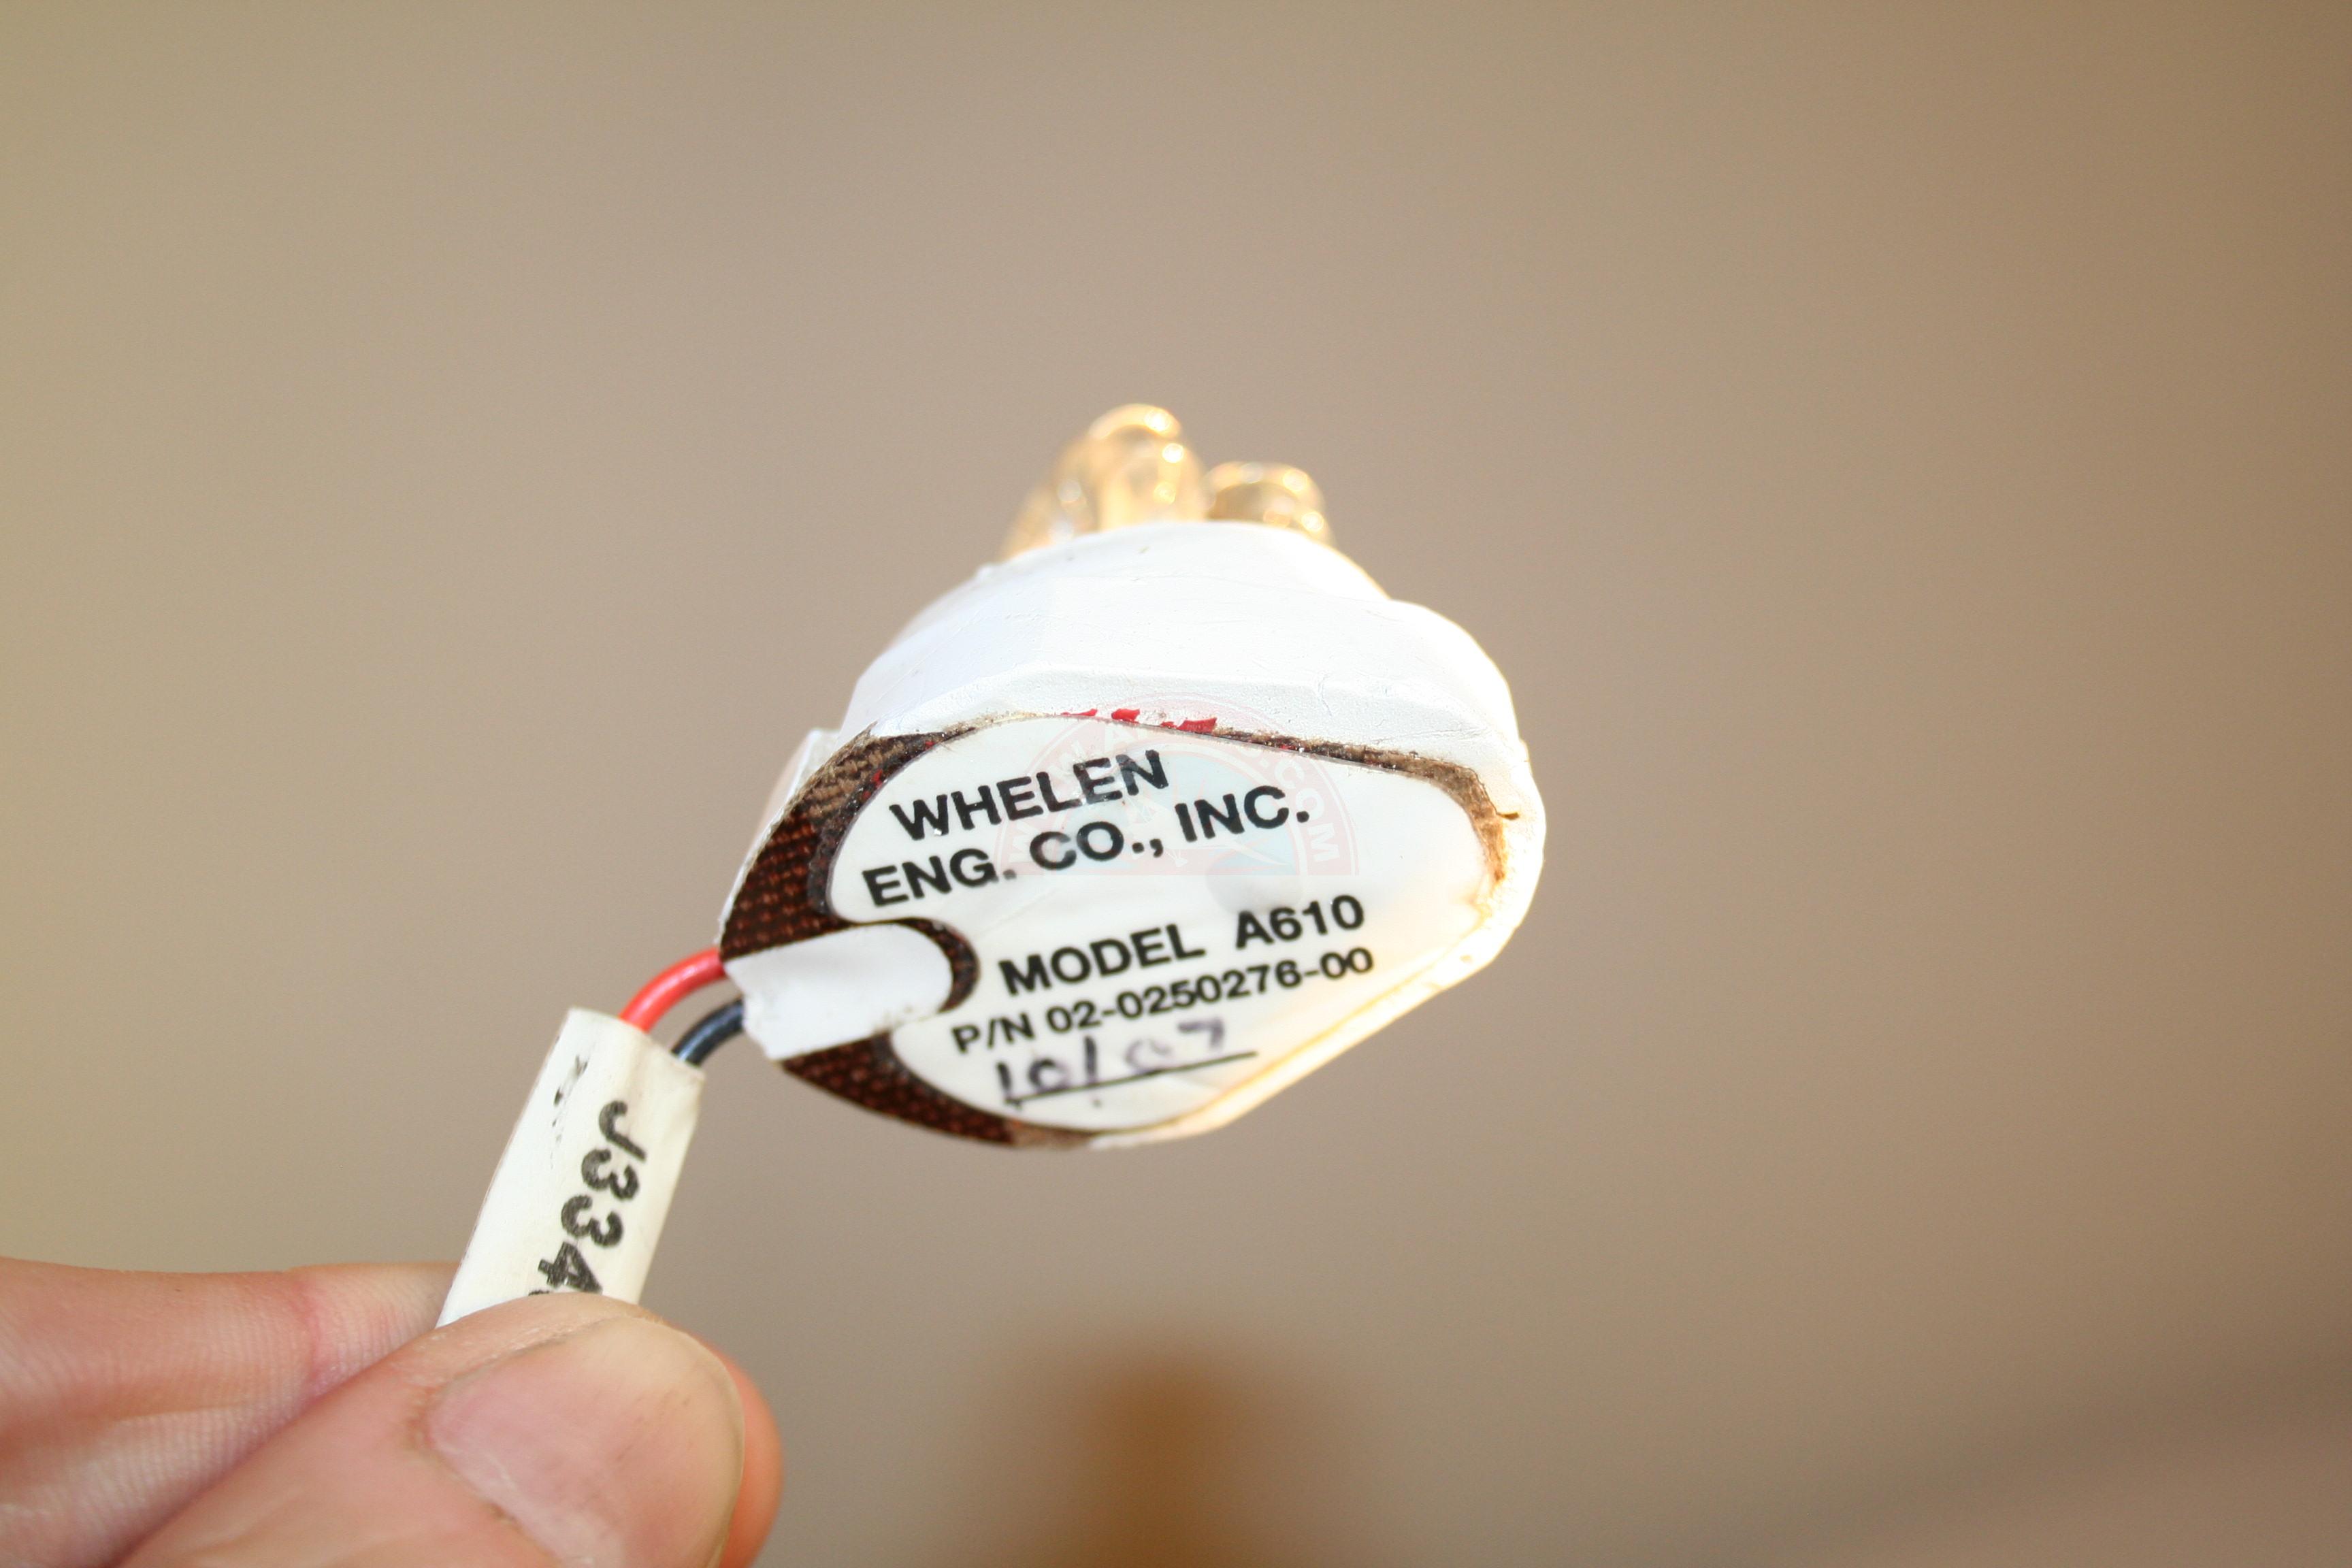 WHELEN
ENG. CO., INC.
MODEL A610
P/N 02-0250276-00
10/07
J334